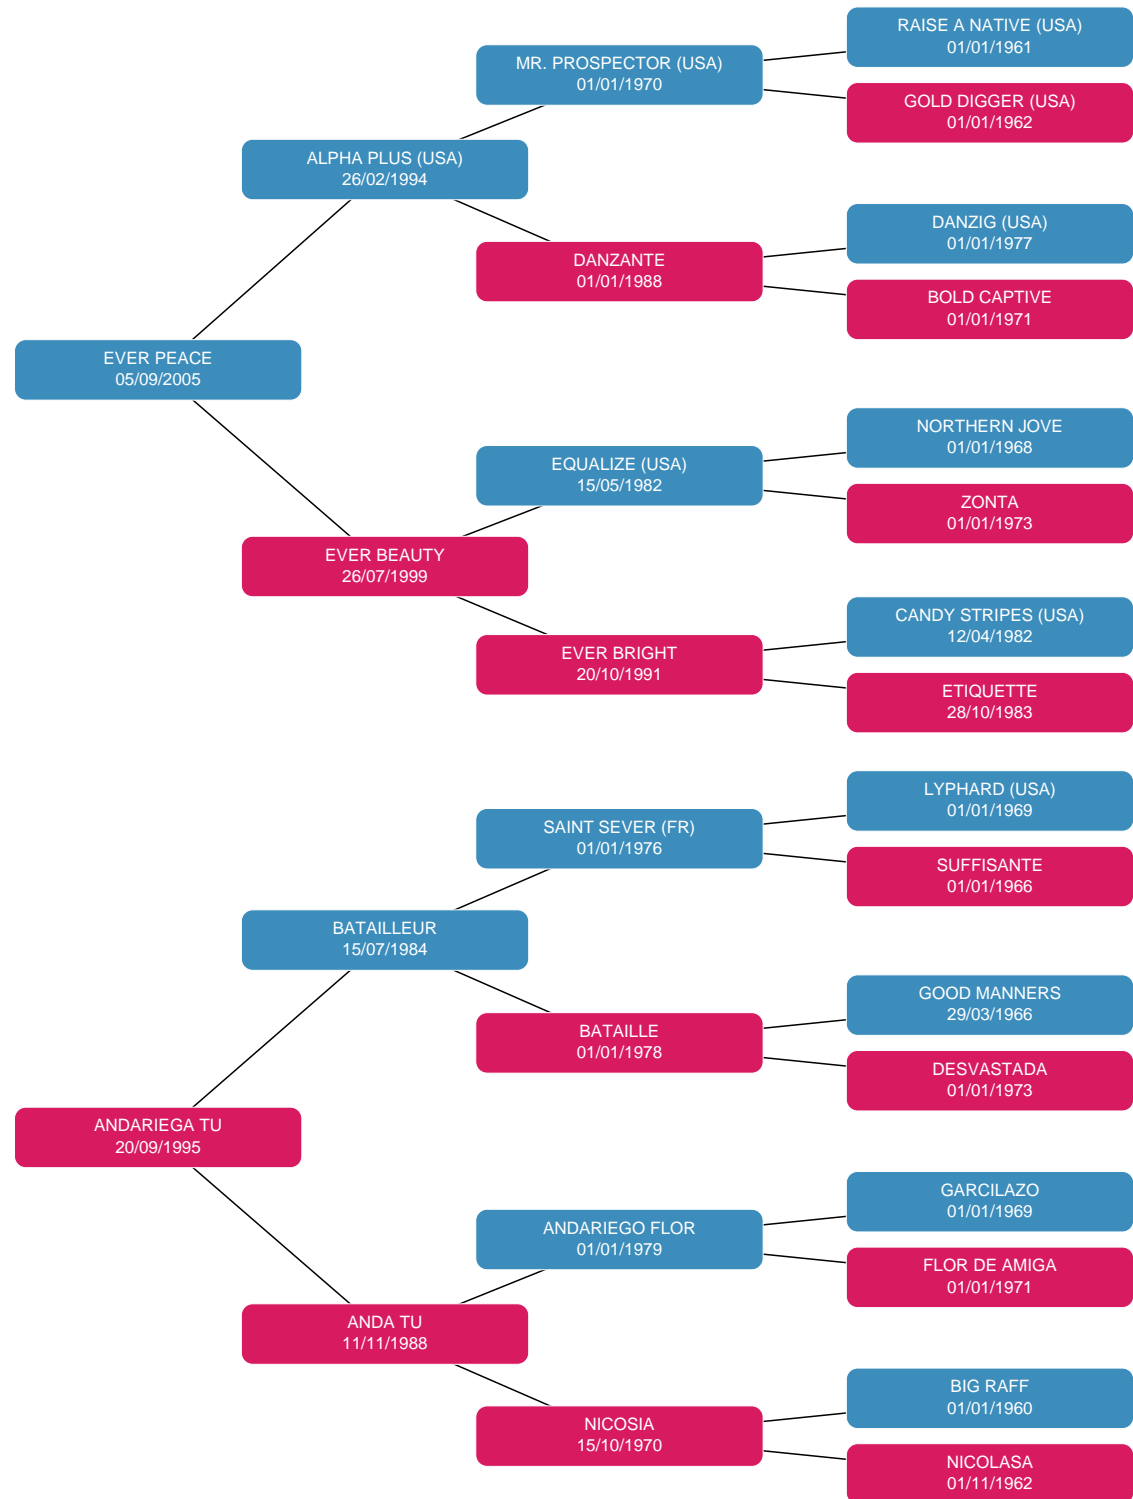 RAISE A NATIVE (USA)
01/01/1961
MR. PROSPECTOR (USA)
01/01/1970
GOLD DIGGER (USA)
01/01/1962
ALPHA PLUS (USA)
26/02/1994
DANZIG (USA)
01/01/1977
DANZANTE
01/01/1988
BOLD CAPTIVE
01/01/1971
EVER PEACE
05/09/2005
NORTHERN JOVE
01/01/1968
EQUALIZE (USA)
15/05/1982
ZONTA
01/01/1973
EVER BEAUTY
26/07/1999
CANDY STRIPES (USA)
12/04/1982
EVER BRIGHT
20/10/1991
ETIQUETTE
28/10/1983
LYPHARD (USA)
01/01/1969
SAINT SEVER (FR)
01/01/1976
SUFFISANTE
01/01/1966
BATAILLEUR
15/07/1984
GOOD MANNERS
29/03/1966
BATAILLE
01/01/1978
DESVASTADA
01/01/1973
ANDARIEGA TU
20/09/1995
GARCILAZO
01/01/1969
ANDARIEGO FLOR
01/01/1979
FLOR DE AMIGA
01/01/1971
ANDA TU
11/11/1988
BIG RAFF
01/01/1960
NICOSIA
15/10/1970
NICOLASA
01/11/1962